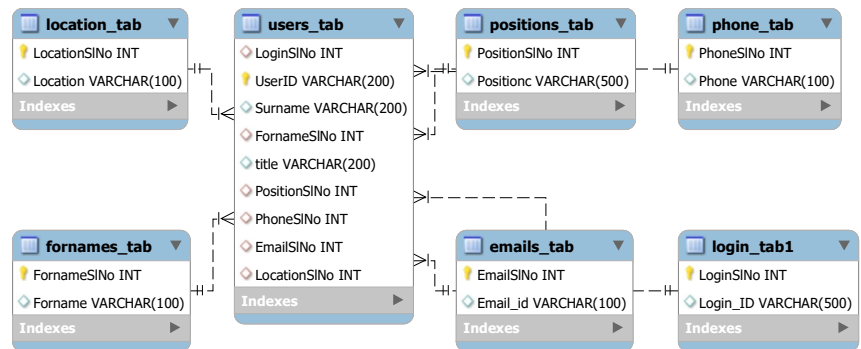 location_tab
LocationSlNo INT
Location VARCHAR(100)
Indexes
users_tab
LoginSlNo INT
UserID VARCHAR(200)
Surname VARCHAR(200)
FornameSlNo INT
title VARCHAR(200)
PositionSlNo INT
PhoneSlNo INT
EmailSlNo INT
LocationSlNo INT
Indexes
positions_tab
PositionSlNo INT
Positionc VARCHAR(500)
Indexes
phone_tab
PhoneSlNo INT
Phone VARCHAR(100)
Indexes
fornames_tab
FornameSlNo INT
Forname VARCHAR(100)
Indexes
emails_tab
EmailSlNo INT
Email_id VARCHAR(100)
Indexes
login_tab1
LoginSlNo INT
Login_ID VARCHAR(500)
Indexes